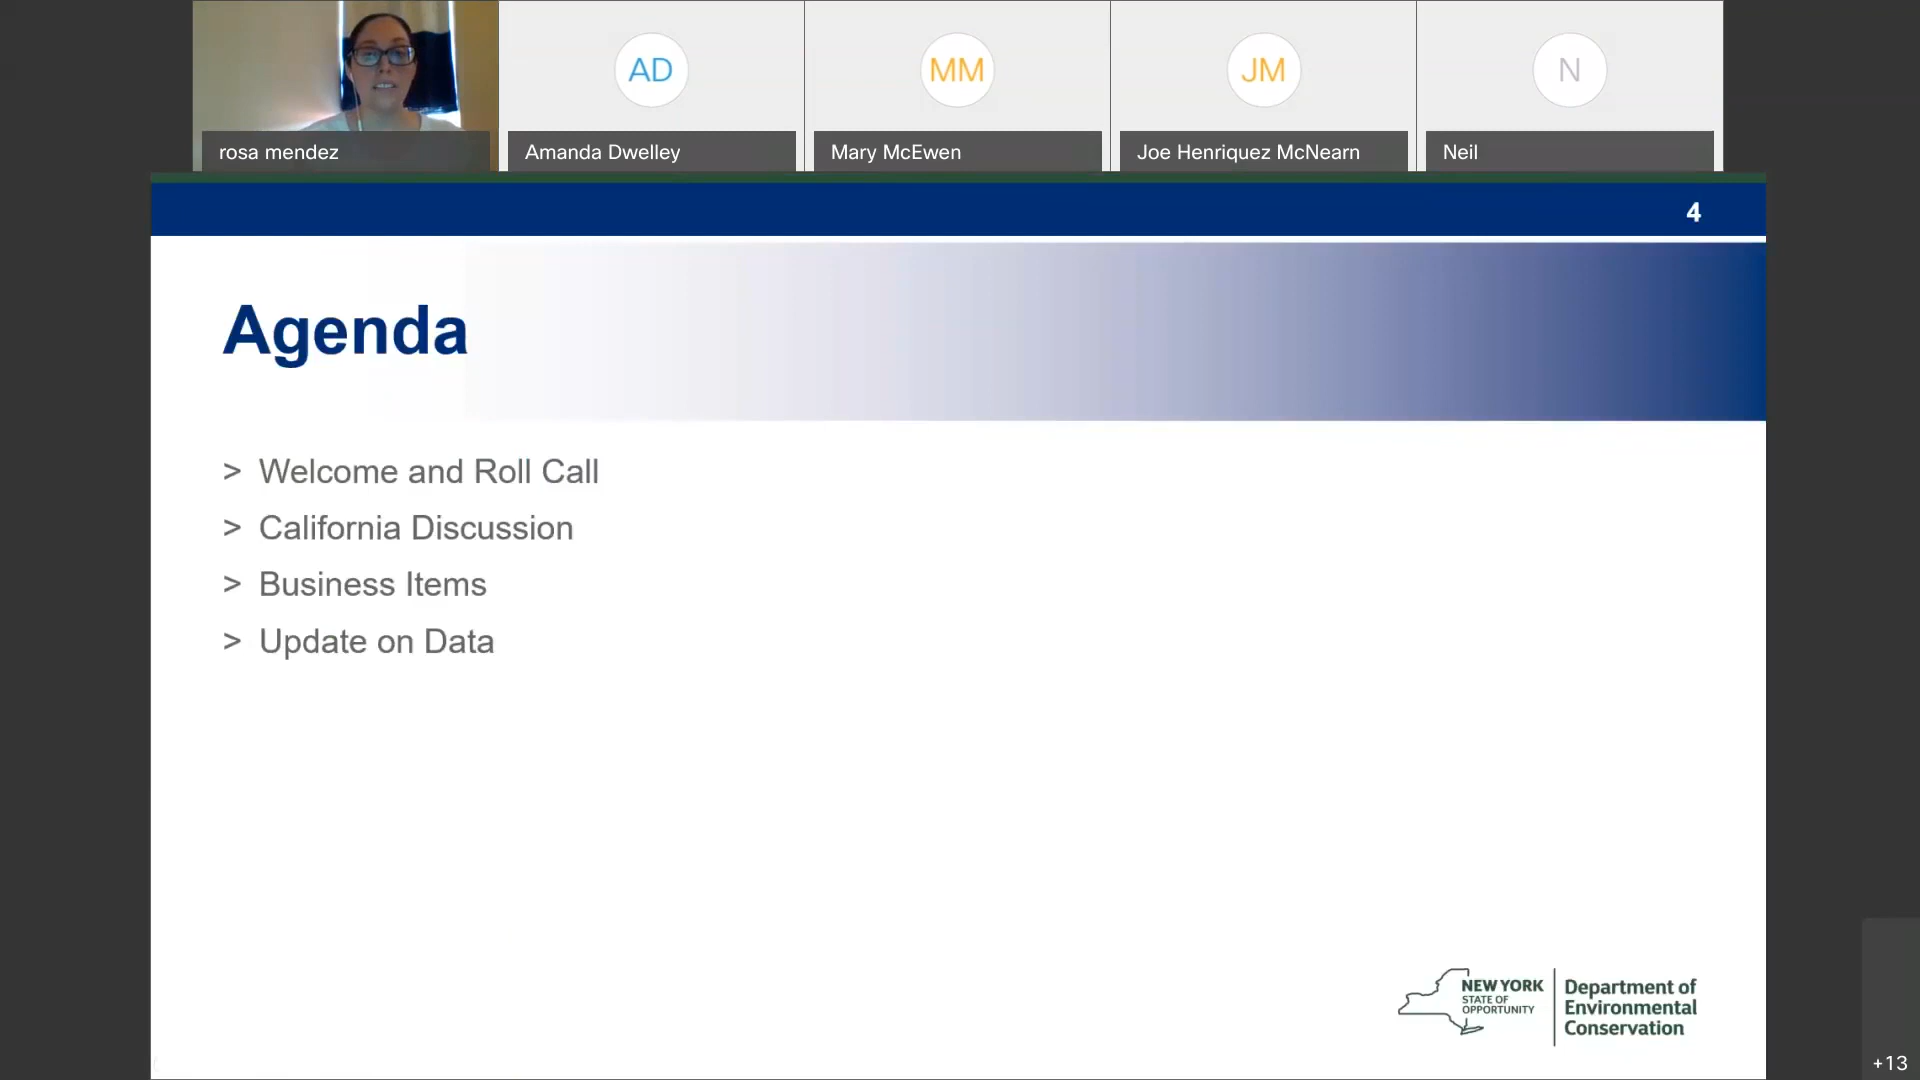 AD
MM
JM
N
rosa mendez
Amanda Dwelley
Mary McEwen
Joe Henriquez McNearn
Neil
4
Agenda
> Welcome and Roll Call
> California Discussion
> Business Items
> Update on Data
NEW YORK
STATE OF
OPPORTUNITY
Department of
Environmental
Conservation
+13